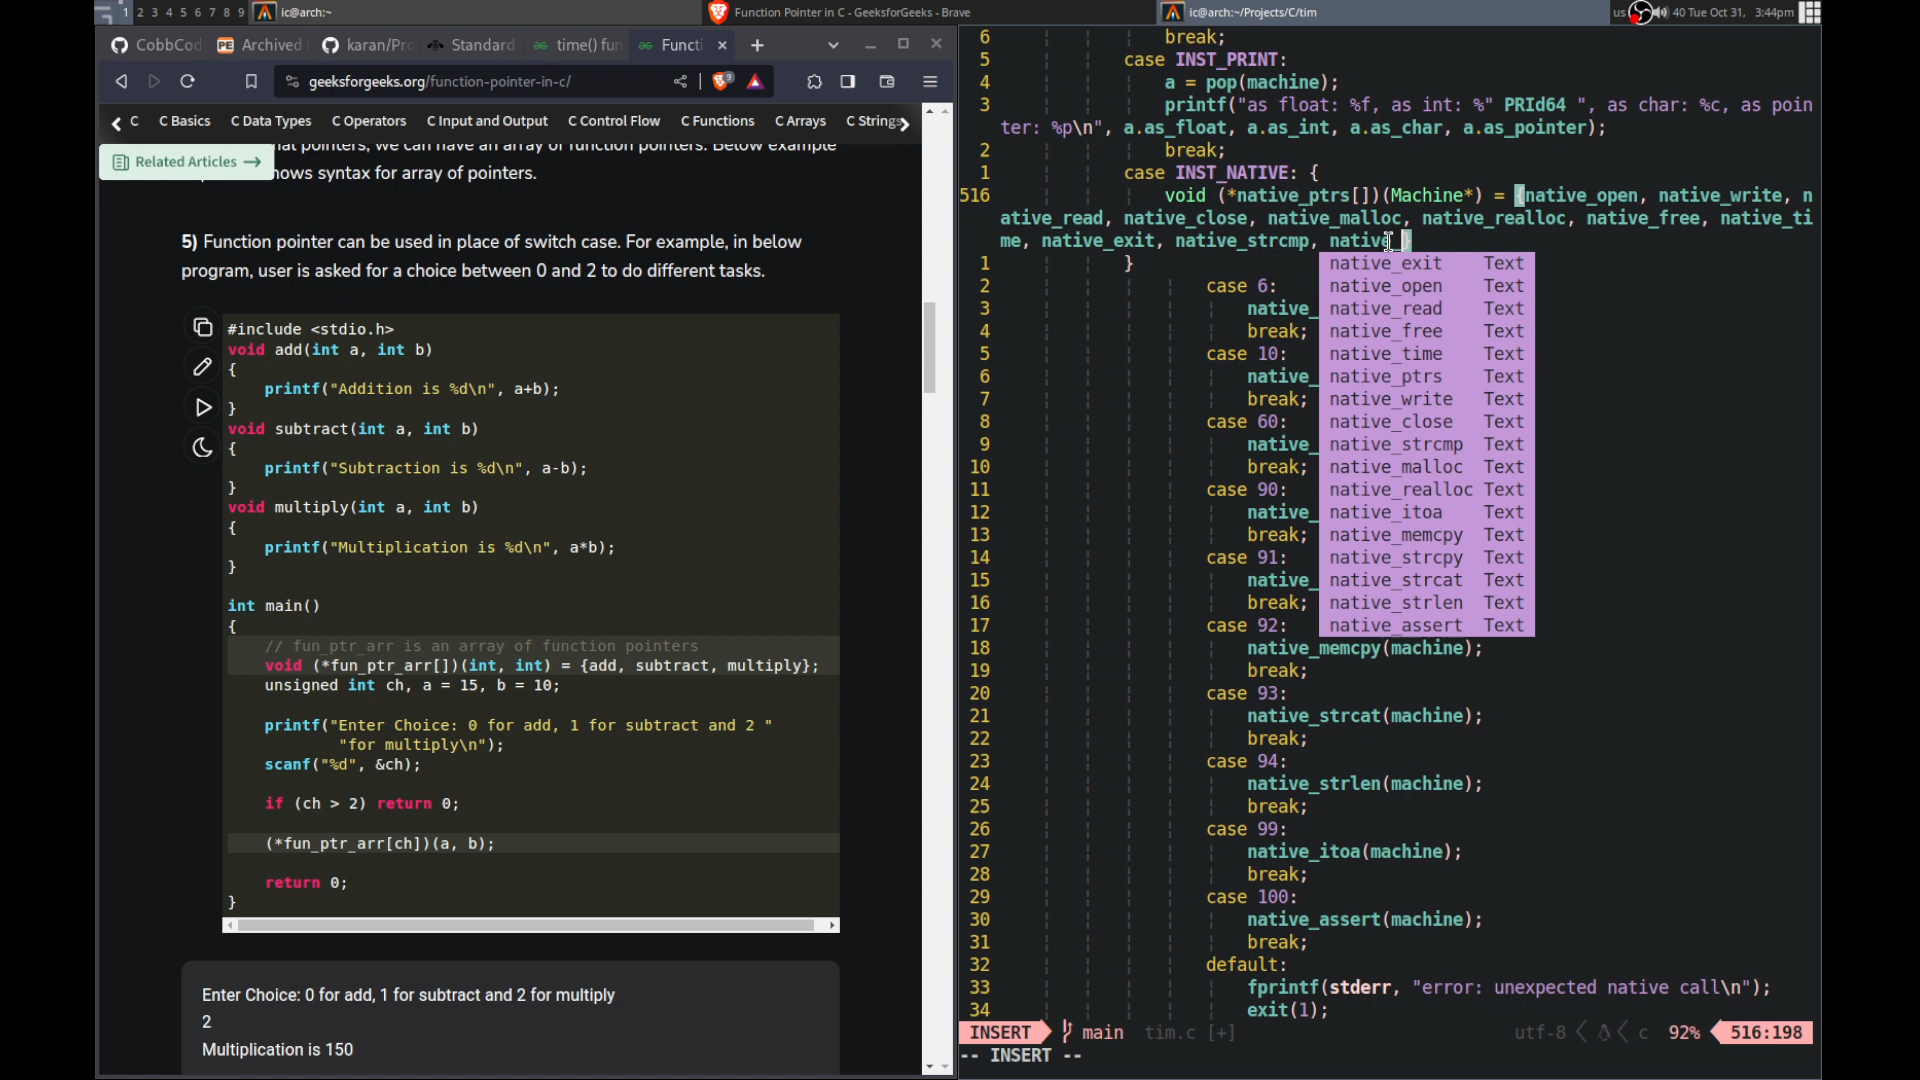 1 2 3 4 5 6 7 8 9 ic@arch:~ Function Pointer in C - GeeksforGeeks - Brave ic@arch:~/Projects/C/tim us 40 Tue Oct 31, 3:44pm
CobbCod Archived karan/Pro Standard time() fun Functi
geeksforgeeks.org/function-pointer-in-c/ 9
C C Basics C Data Types C Operators C Input and Output C Control Flow C Functions C Arrays C Strings
pointers, we can have an array of function pointers. Below example
Related Articles
hows syntax for array of pointers.
5) Function pointer can be used in place of switch case. For example, in below
program, user is asked for a choice between 0 and 2 to do different tasks.
#include <stdio.h>
void add(int a, int b)
{
printf("Addition is %d\n", a+b);
}
void subtract(int a, int b)
{
printf("Subtraction is %d\n", a-b);
}
void multiply(int a, int b)
{
printf("Multiplication is %d\n", a*b);
}
int main()
{
// fun_ptr_arr is an array of function pointers
void (*fun_ptr_arr[])(int, int) = {add, subtract, multiply};
unsigned int ch, a = 15, b = 10;
printf("Enter Choice: 0 for add, 1 for subtract and 2 "
"for multiply\n");
scanf("%d", &ch);
if (ch > 2) return 0;
(*fun_ptr_arr[ch])(a, b);
return 0;
}
Enter Choice: 0 for add, 1 for subtract and 2 for multiply
2
Multiplication is 150
6 break;
5 case INST_PRINT:
4 a = pop(machine);
3 printf("as float: %f, as int: %" PRId64 ", as char: %c, as poin
ter: %p\n", a.as_float, a.as_int, a.as_char, a.as_pointer);
2 break;
1 case INST_NATIVE: {
516 void (*native_ptrs[])(Machine*) = {native_open, native_write, n
ative_read, native_close, native_malloc, native_realloc, native_free, native_ti
me, native_exit, native_strcmp, native_}
1 }
2 case 6:
3 native_
4 break;
5 case 10:
6 native_
7 break;
8 case 60:
9 native_
10 break;
11 case 90:
12 native_
13 break;
14 case 91:
15 native_
16 break;
17 case 92:
18 native_memcpy(machine);
19 break;
20 case 93:
21 native_strcat(machine);
22 break;
23 case 94:
24 native_strlen(machine);
25 break;
26 case 99:
27 native_itoa(machine);
28 break;
29 case 100:
30 native_assert(machine);
31 break;
32 default:
33 fprintf(stderr, "error: unexpected native call\n");
34 exit(1);
native_exit Text
native_open Text
native_read Text
native_free Text
native_time Text
native_ptrs Text
native_write Text
native_close Text
native_strcmp Text
native_malloc Text
native_realloc Text
native_itoa Text
native_memcpy Text
native_strcpy Text
native_strcat Text
native_strlen Text
native_assert Text
INSERT main tim.c [+] utf-8 c 92% 516:198
-- INSERT --